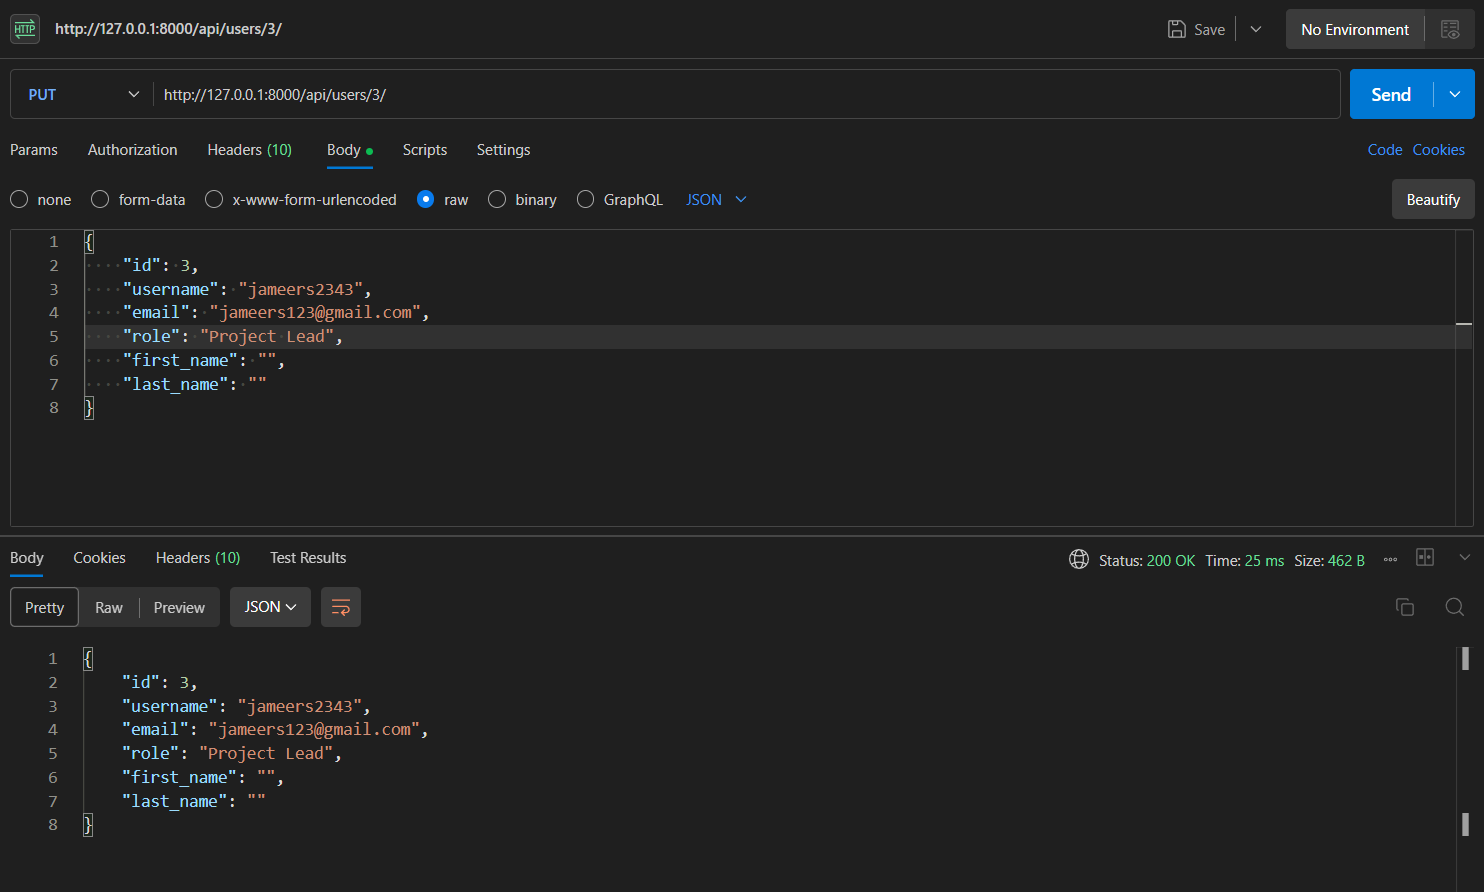 HTTP http://127.0.0.1:8000/api/users/3/ Save No Environment
PUT http://127.0.0.1:8000/api/users/3/ Send
Params Authorization Headers (10) Body Scripts Settings Code Cookies
none form-data x-www-form-urlencoded raw binary GraphQL JSON Beautify
1 {
2 "id": 3,
3 "username": "jameers2343",
4 "email": "jameers123@gmail.com",
5 "role": "Project Lead",
6 "first_name": "",
7 "last_name": ""
8 }
Body Cookies Headers (10) Test Results Status: 200 OK Time: 25 ms Size: 462 B
Pretty Raw Preview JSON
1 {
2 "id": 3,
3 "username": "jameers2343",
4 "email": "jameers123@gmail.com",
5 "role": "Project Lead",
6 "first_name": "",
7 "last_name": ""
8 }